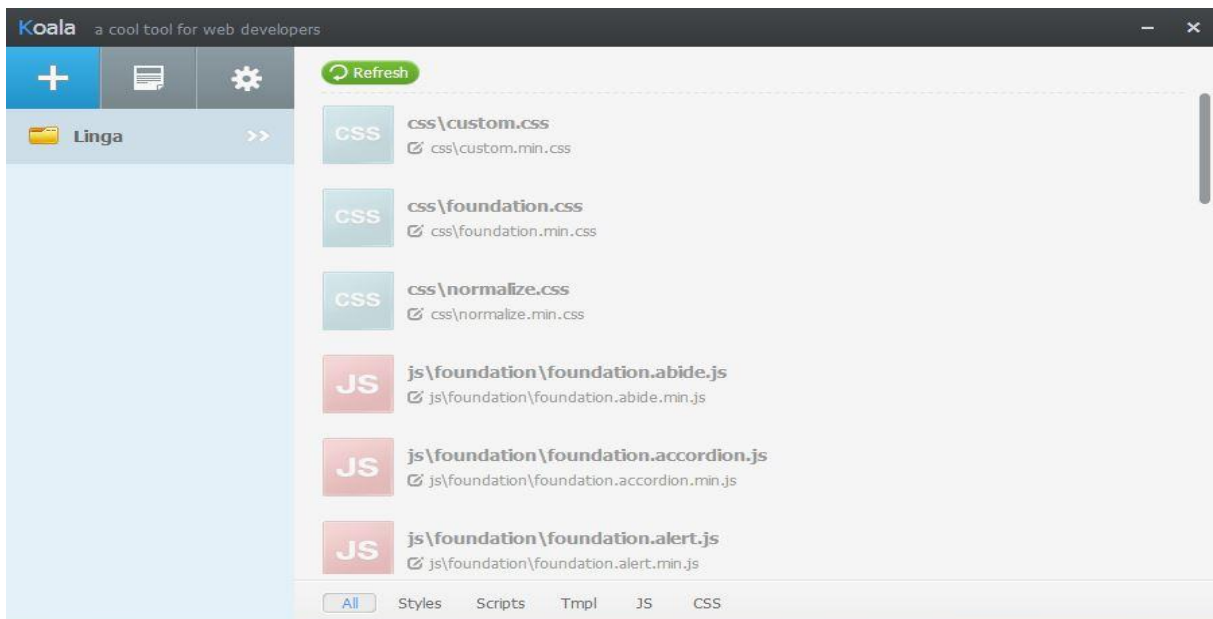 Koala a cool tool for web developers
Refresh
Linga >>
CSS css\custom.css
css\custom.min.css
CSS css\foundation.css
css\foundation.min.css
CSS css\normalize.css
css\normalize.min.css
JS js\foundation\foundation.abide.js
js\foundation\foundation.abide.min.js
JS js\foundation\foundation.accordion.js
js\foundation\foundation.accordion.min.js
JS js\foundation\foundation.alert.js
js\foundation\foundation.alert.min.js
All Styles Scripts Tmpl JS CSS